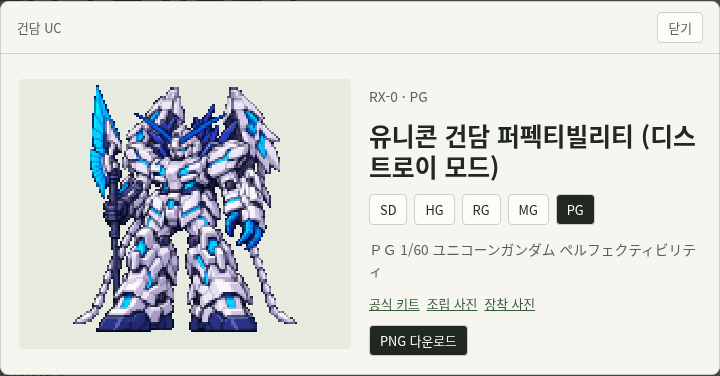 건담 UC
닫기
RX-0 · PG
유니콘 건담 퍼펙티빌리티 (디스
트로이 모드)
SD HG RG MG PG
ＰＧ 1/60 ユニコーンガンダム ペルフェクティビリテ
ィ
공식 키트 조립 사진 장착 사진
PNG 다운로드